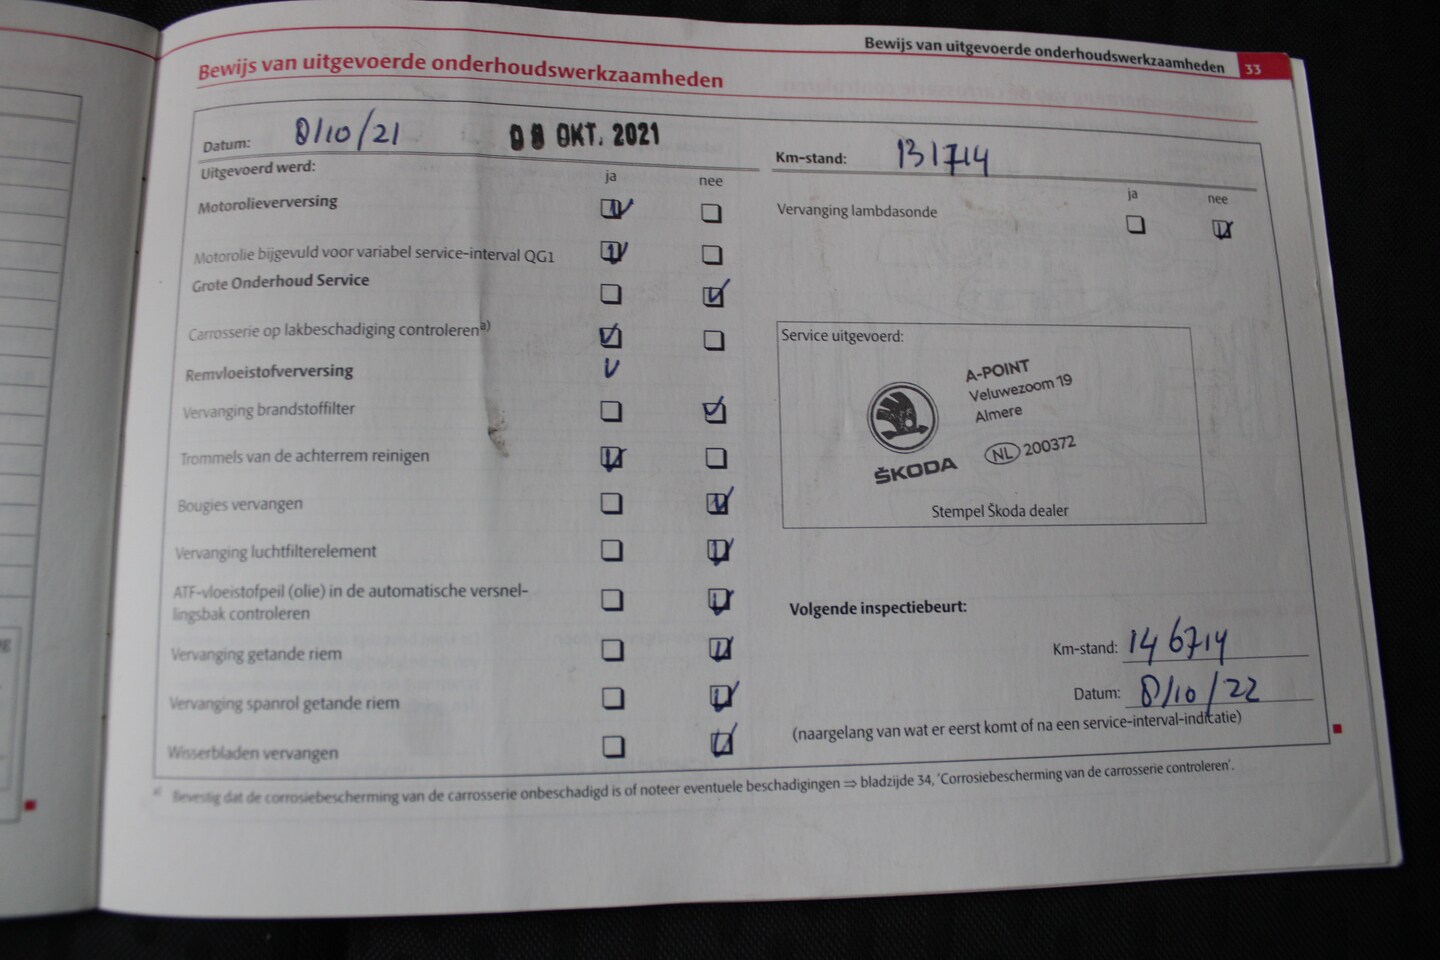 Bewijs van uitgevoerde onderhoudswerkzaamheden 33
Bewijs van uitgevoerde onderhoudswerkzaamheden
Datum: 8/10/21 08 OKT. 2021
Uitgevoerd werd:
ja nee
Motorolieverversing
Motorolie bijgevuld voor variabel service-interval QG1
Grote Onderhoud Service
Carrosserie op lakbeschadiging controleren a)
Remvloeistofverversing
Vervanging brandstoffilter
Trommels van de achterrem reinigen
Bougies vervangen
Vervanging luchtfilterelement
ATF-vloeistofpeil (olie) in de automatische versnel-
lingsbak controleren
Vervanging getande riem
Vervanging spanrol getande riem
Wisserbladen vervangen
Km-stand: 131714
ja nee
Vervanging lambdasonde
Service uitgevoerd:
A-POINT
Veluwezoom 19
Almere
NL 200372
ŠKODA
Stempel Škoda dealer
Volgende inspectiebeurt:
Km-stand: 146714
Datum: 8/10/22
(naargelang van wat er eerst komt of na een service-interval-indicatie)
a) Bevestig dat de corrosiebescherming van de carrosserie onbeschadigd is of noteer eventuele beschadigingen ⇒ bladzijde 34, 'Corrosiebescherming van de carrosserie controleren'.